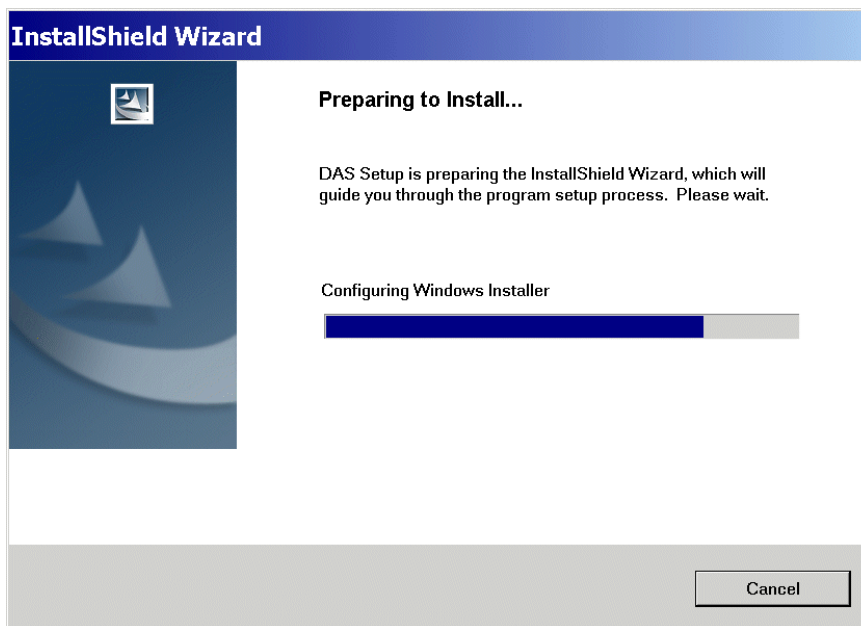 InstallShield Wizard
Preparing to Install...
DAS Setup is preparing the InstallShield Wizard, which will
guide you through the program setup process.  Please wait.
Configuring Windows Installer
Cancel